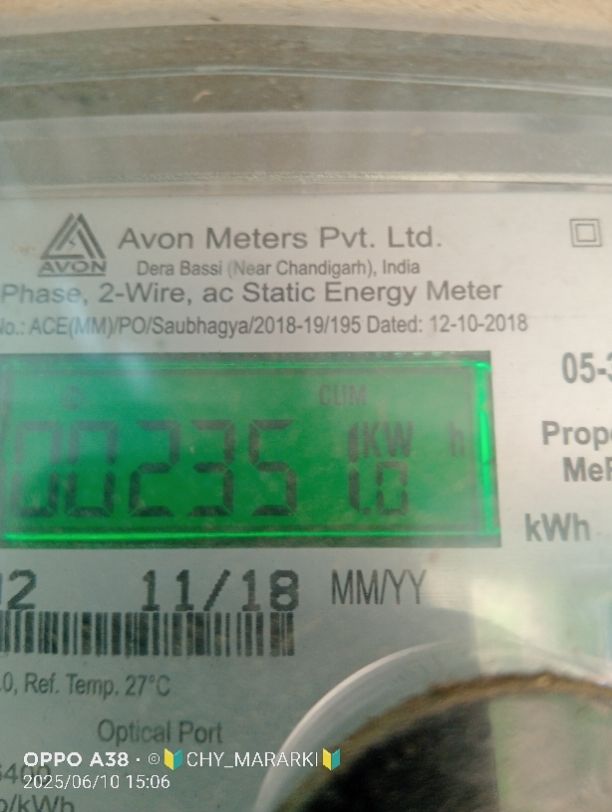 Avon Meters Pvt. Ltd.
AVON
Dera Bassi (Near Chandigarh), India
Phase, 2-Wire, ac Static Energy Meter
No.: ACE(MM)/PO/Saubhagya/2018-19/195 Dated: 12-10-2018
05-3
CUM
00235 1.0 KW h
Prop
MeP
kWh
02 11/18 MM/YY
.0, Ref. Temp. 27°C
Optical Port
6400
p/kWh
OPPO A38 · © 🔰CHY_MARARKI🔰
2025/06/10 15:06